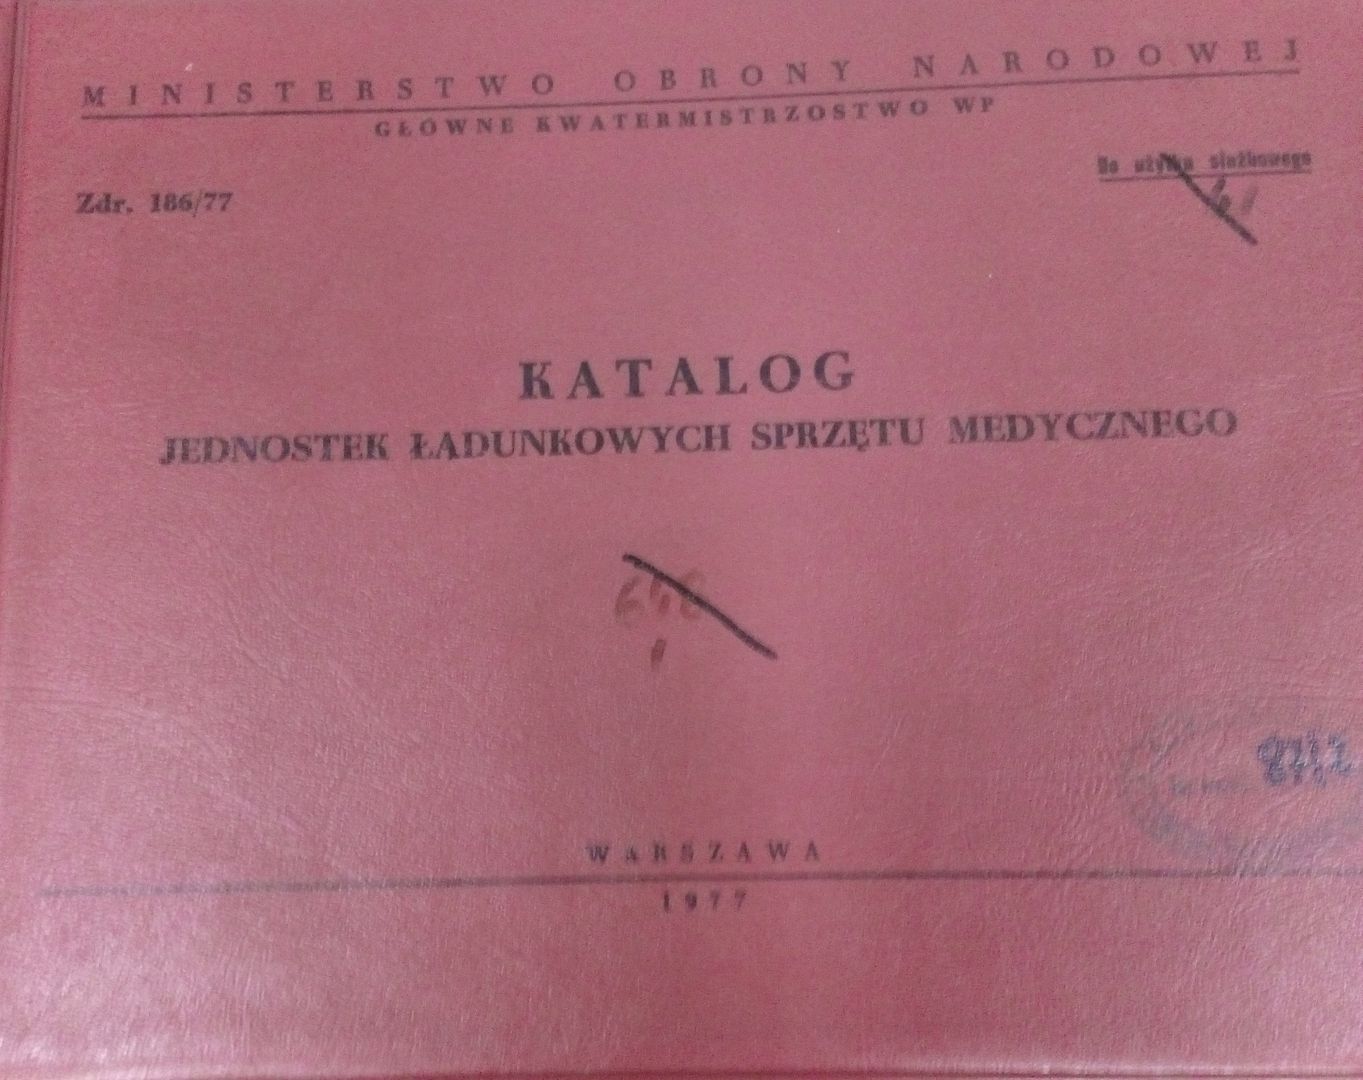 MINISTERSTWO OBRONY NARODOWEJ
GŁÓWNE KWATERMISTRZOSTWO WP
Do użytku służbowego
Zdr. 186/77
KATALOG
JEDNOSTEK ŁADUNKOWYCH SPRZĘTU MEDYCZNEGO
WARSZAWA
1977